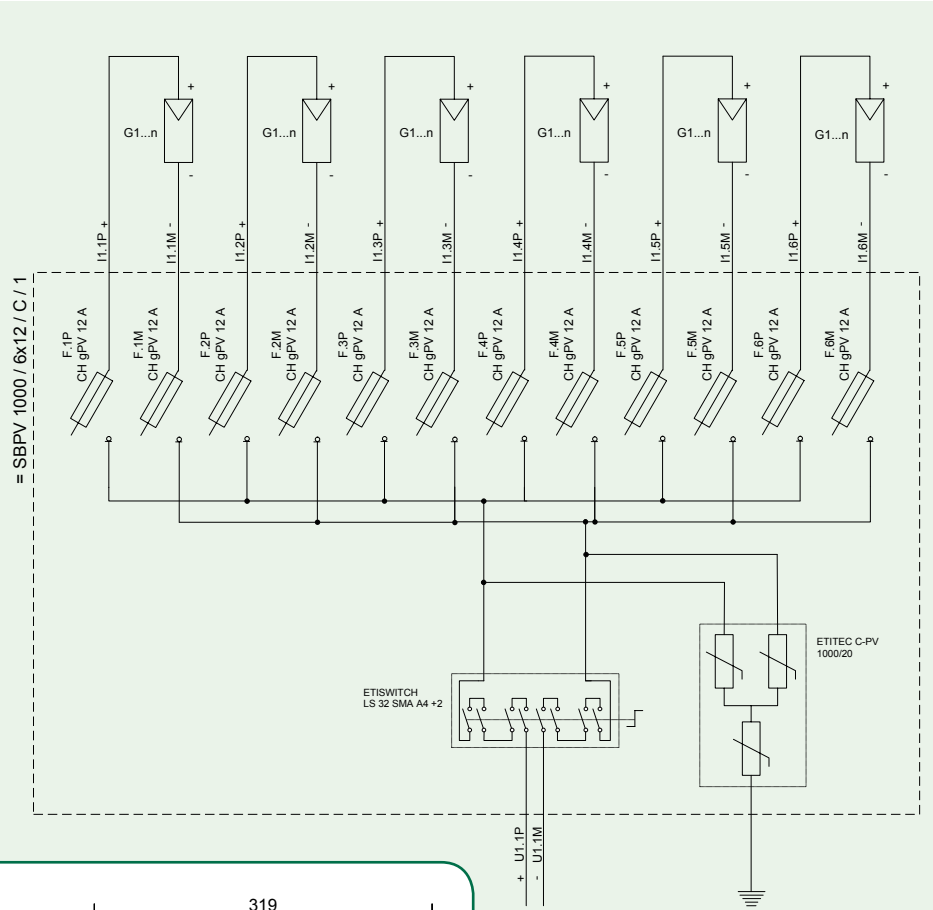 + + + + + +
G1...n G1...n G1...n G1...n G1...n G1...n
- - - - - -
I1.1P +
I1.1M -
I1.2P +
I1.2M -
I1.3P +
I1.3M -
I1.4P +
I1.4M -
I1.5P +
I1.5M -
I1.6P +
I1.6M -
= SBPV 1000 / 6x12 / C / 1
F.1P
CH gPV 12 A
F.1M
CH gPV 12 A
F.2P
CH gPV 12 A
F.2M
CH gPV 12 A
F.3P
CH gPV 12 A
F.3M
CH gPV 12 A
F.4P
CH gPV 12 A
F.4M
CH gPV 12 A
F.5P
CH gPV 12 A
F.5M
CH gPV 12 A
F.6P
CH gPV 12 A
F.6M
CH gPV 12 A
ETITEC C-PV
1000/20
ETISWITCH
LS 32 SMA A4 +2
+ U1.1P
- U1.1M
319